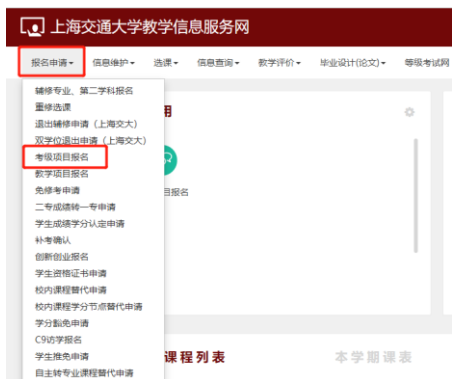 上海交通大学教学信息服务网
报名申请 信息维护 选课 信息查询 教学评价 毕业设计(论文) 等级考试网
辅修专业、第二学科报名
用
重修选课
退出辅修申请（上海交大）
双学位退出申请（上海交大）
考级项目报名
教学项目报名
目报名
免修考申请
二专成绩转一专申请
学生成绩学分认定申请
补考确认
创新创业报名
学生资格证书申请
校内课程替代申请
校内课程学分节点替代申请
学分豁免申请
C9访学报名
学生推免申请
课程列表 本学期课表
自主转专业课程替代申请